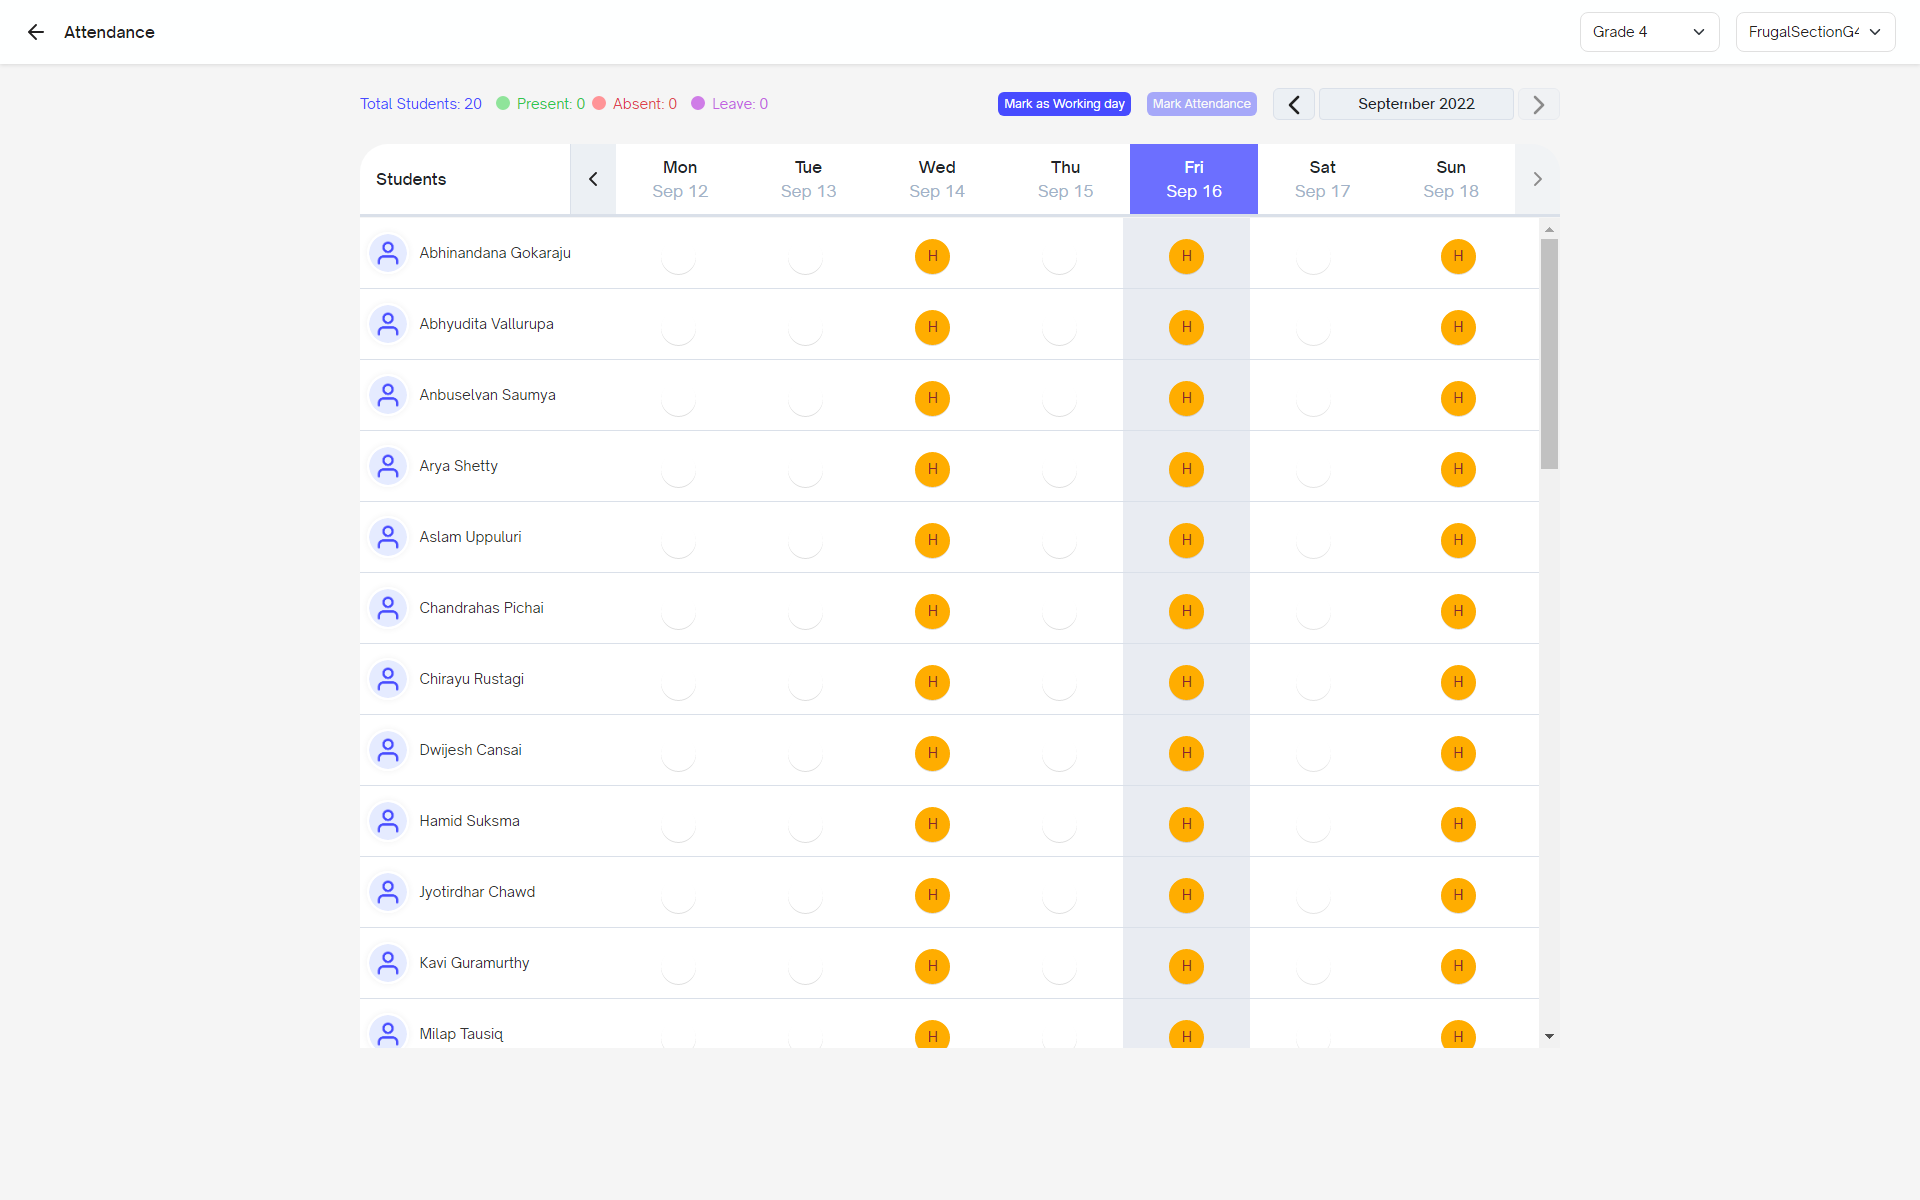 Attendance
Grade 4
FrugalSectionG4
Total Students: 20 Present: 0 Absent: 0 Leave: 0
Mark as Working day
Mark Attendance
September 2022
Students
Mon Tue Wed Thu Fri Sat Sun
Sep 12 Sep 13 Sep 14 Sep 15 Sep 16 Sep 17 Sep 18
Abhinandana Gokaraju H H H
Abhyudita Vallurupa H H H
Anbuselvan Saumya H H H
Arya Shetty H H H
Aslam Uppuluri H H H
Chandrahas Pichai H H H
Chirayu Rustagi H H H
Dwijesh Cansai H H H
Hamid Suksma H H H
Jyotirdhar Chawd H H H
Kavi Guramurthy H H H
Milap Tausiq H H H